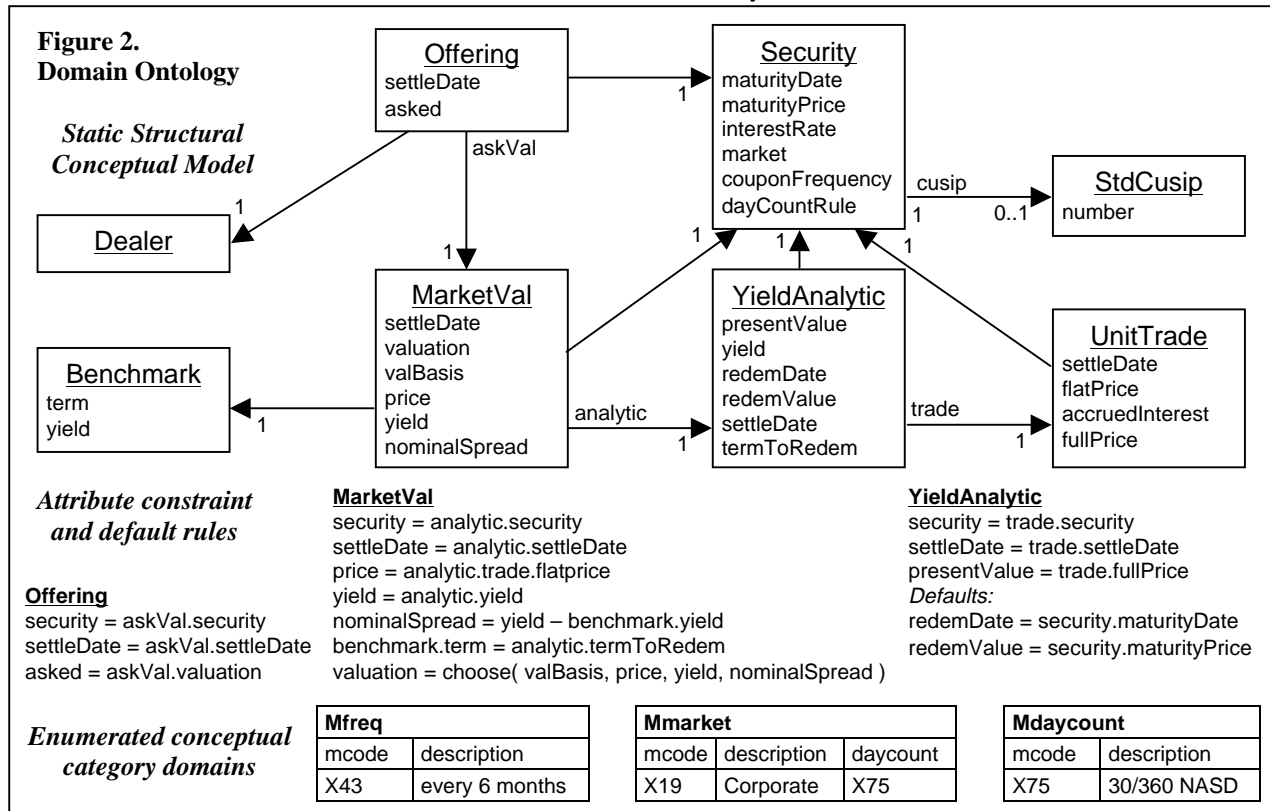 Figure 2.
Domain Ontology
Static Structural
Conceptual Model
Offering
settleDate
asked
askVal
1
Security
maturityDate
maturityPrice
interestRate
market
couponFrequency
dayCountRule
cusip
1
0..1
StdCusip
number
1
Dealer
1
MarketVal
settleDate
valuation
valBasis
price
yield
nominalSpread
1
1
1
YieldAnalytic
presentValue
yield
redemDate
redemValue
settleDate
termToRedem
UnitTrade
settleDate
flatPrice
accruedInterest
fullPrice
Benchmark
term
yield
1
analytic
1
trade
1
Attribute constraint
and default rules
Offering
security = askVal.security
settleDate = askVal.settleDate
asked = askVal.valuation
MarketVal
security = analytic.security
settleDate = analytic.settleDate
price = analytic.trade.flatprice
yield = analytic.yield
nominalSpread = yield – benchmark.yield
benchmark.term = analytic.termToRedem
valuation = choose( valBasis, price, yield, nominalSpread )
YieldAnalytic
security = trade.security
settleDate = trade.settleDate
presentValue = trade.fullPrice
Defaults:
redemDate = security.maturityDate
redemValue = security.maturityPrice
Enumerated conceptual
category domains
Mfreq
mcode description
X43 every 6 months
Mmarket
mcode description daycount
X19 Corporate X75
Mdaycount
mcode description
X75 30/360 NASD